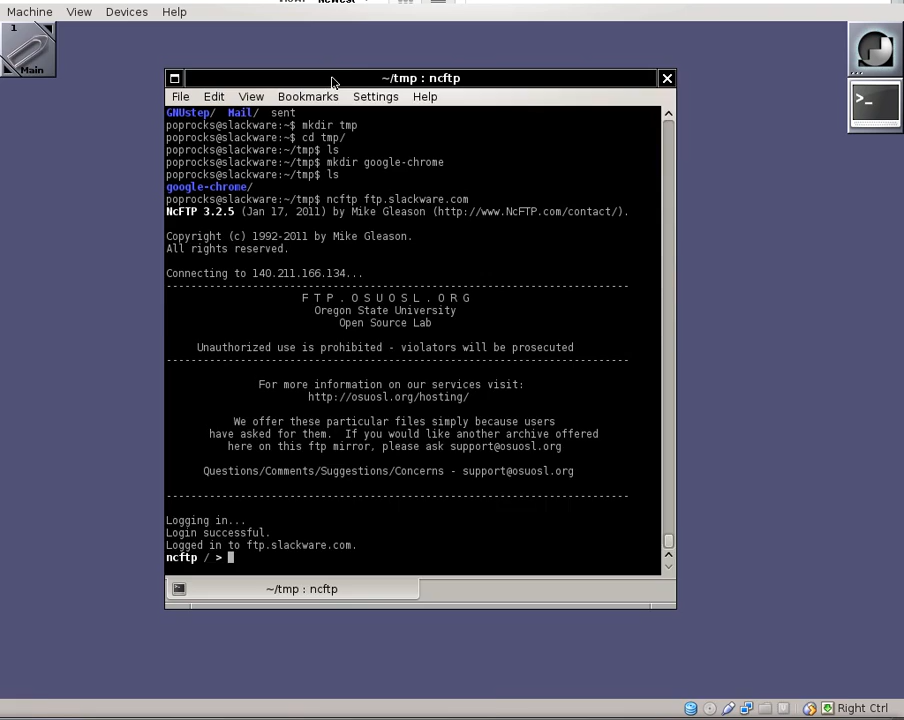 Machine View Devices Help
1
Main
~/tmp : ncftp
File Edit View Bookmarks Settings Help
GNUstep/ Mail/ sent
poprocks@slackware:~$ mkdir tmp
poprocks@slackware:~$ cd tmp/
poprocks@slackware:~/tmp$ ls
poprocks@slackware:~/tmp$ mkdir google-chrome
poprocks@slackware:~/tmp$ ls
google-chrome/
poprocks@slackware:~/tmp$ ncftp ftp.slackware.com
NcFTP 3.2.5 (Jan 17, 2011) by Mike Gleason (http://www.NcFTP.com/contact/).
Copyright (c) 1992-2011 by Mike Gleason.
All rights reserved.
Connecting to 140.211.166.134...
-------------------------------------------------------------------------
F T P . O S U O S L . O R G
Oregon State University
Open Source Lab
Unauthorized use is prohibited - violators will be prosecuted
-------------------------------------------------------------------------
For more information on our services visit:
http://osuosl.org/hosting/
We offer these particular files simply because users
have asked for them.  If you would like another archive offered
here on this ftp mirror, please ask support@osuosl.org
Questions/Comments/Suggestions/Concerns - support@osuosl.org
-------------------------------------------------------------------------
Logging in...
Login successful.
Logged in to ftp.slackware.com.
ncftp / >
~/tmp : ncftp
Right Ctrl